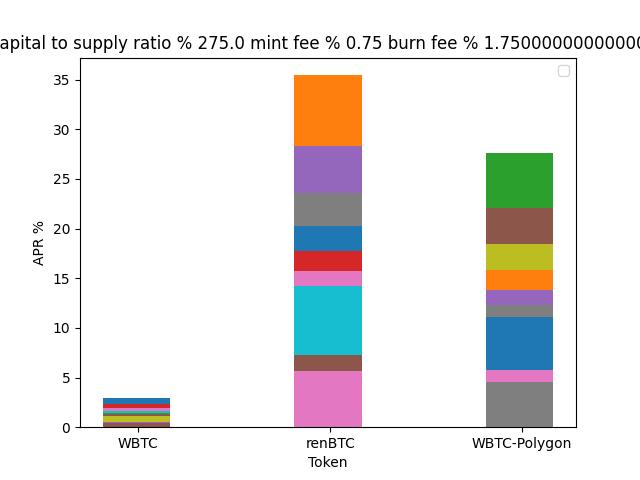 apital to supply ratio % 275.0 mint fee % 0.75 burn fee % 1.7500000000000
APR %
35
30
25
20
15
10
5
0
WBTC
renBTC
WBTC-Polygon
Token